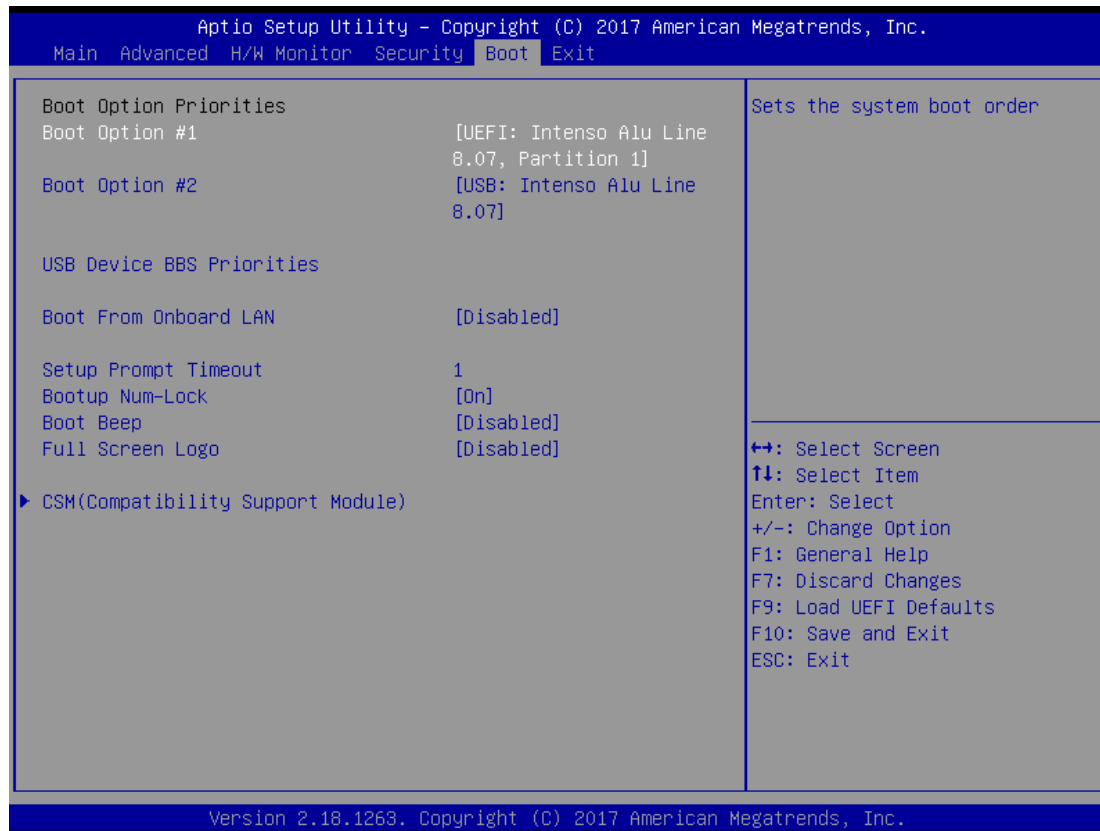 Aptio Setup Utility – Copyright (C) 2017 American Megatrends, Inc.
Main Advanced H/W Monitor Security Boot Exit
Boot Option Priorities
Boot Option #1 [UEFI: Intenso Alu Line
8.07, Partition 1]
Boot Option #2 [USB: Intenso Alu Line
8.07]
USB Device BBS Priorities
Boot From Onboard LAN [Disabled]
Setup Prompt Timeout 1
Bootup Num-Lock [On]
Boot Beep [Disabled]
Full Screen Logo [Disabled]
CSM(Compatibility Support Module)
Sets the system boot order
↔: Select Screen
↑↓: Select Item
Enter: Select
+/-: Change Option
F1: General Help
F7: Discard Changes
F9: Load UEFI Defaults
F10: Save and Exit
ESC: Exit
Version 2.18.1263. Copyright (C) 2017 American Megatrends, Inc.